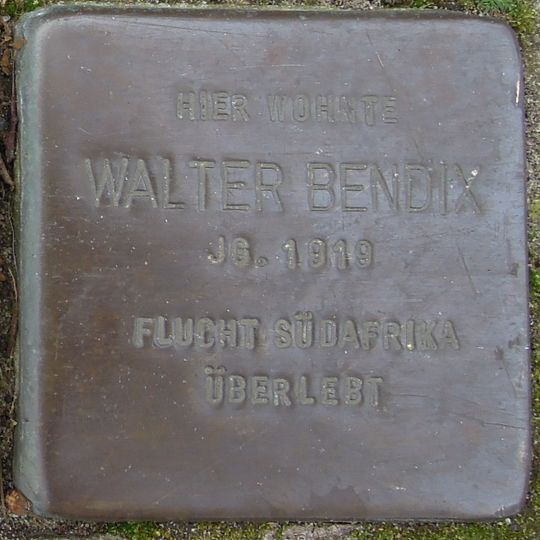 HIER WOHNTE
WALTER BENDIX
JG. 1919
FLUCHT SÜDAFRIKA
ÜBERLEBT